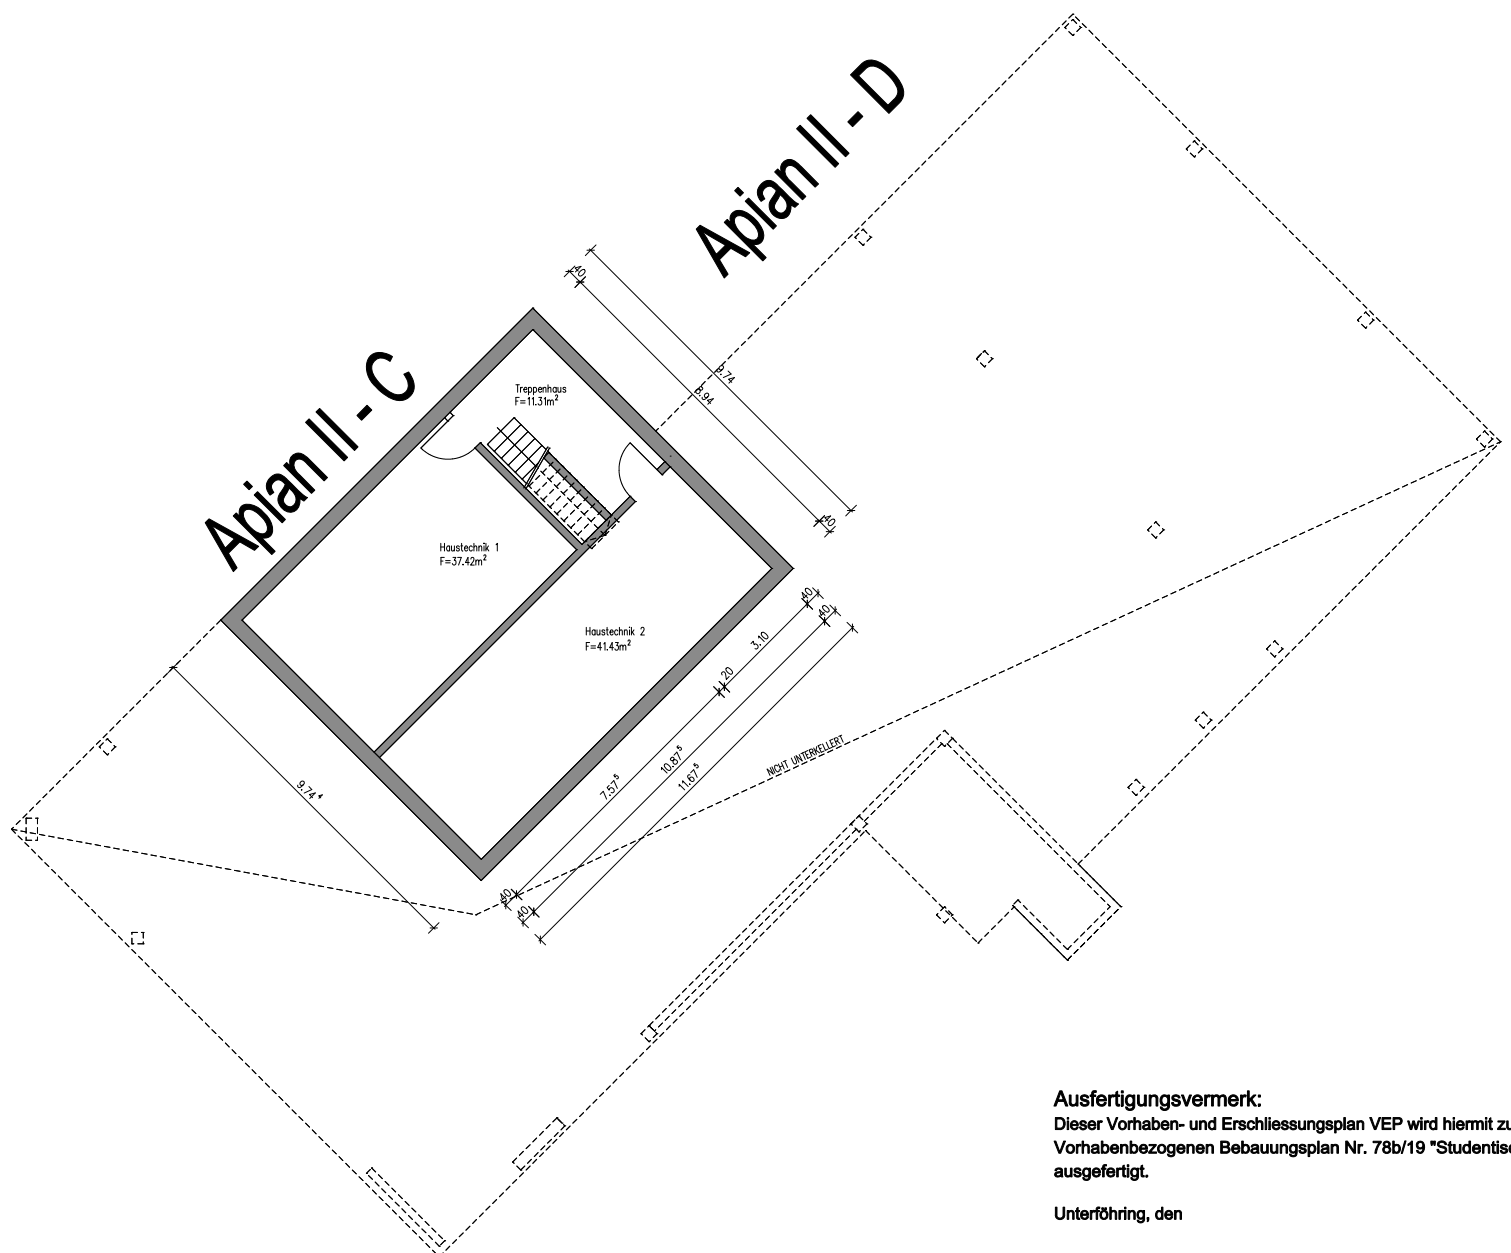 Apian II - D
Apian II - C
40
9.74
8.94
40
Treppenhaus
F=11.31m²
Haustechnik 1
F=37.42m²
Haustechnik 2
F=41.43m²
40
40
3.10
20
7.57⁵
10.87⁵
11.67⁵
40
40
9.74⁴
NICHT UNTERKELLERT
Ausfertigungsvermerk:
Dieser Vorhaben- und Erschliessungsplan VEP wird hiermit zu
Vorhabenbezogenen Bebauungsplan Nr. 78b/19 "Studentis
ausgefertigt.
Unterföhring, den